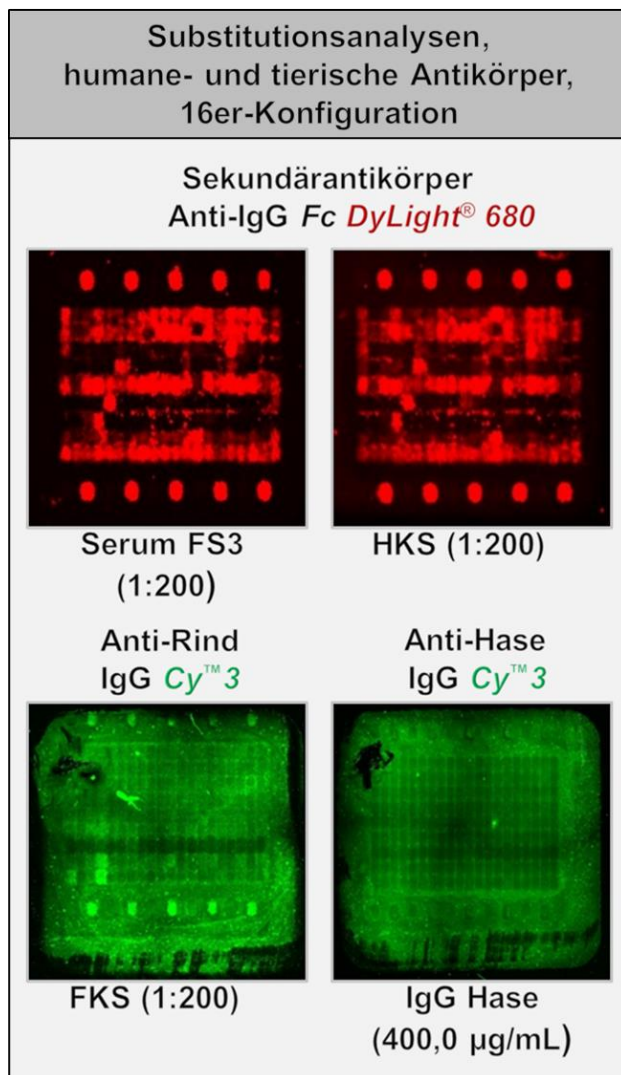 Substitutionsanalysen,
humane- und tierische Antikörper,
16er-Konfiguration
Sekundärantikörper
Anti-IgG Fc DyLight® 680
Serum FS3
(1:200)
HKS (1:200)
Anti-Rind
IgG Cy™3
Anti-Hase
IgG Cy™3
FKS (1:200)
IgG Hase
(400,0 µg/mL)